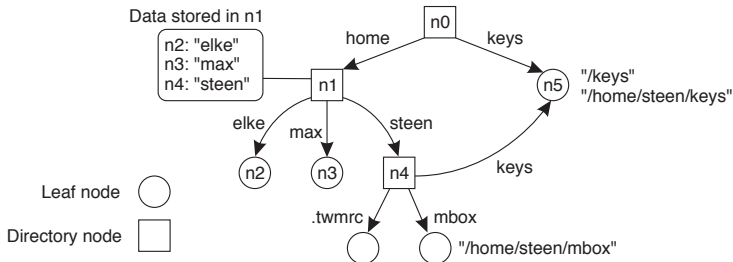 Data stored in n1
n2: "elke"
n3: "max"
n4: "steen"
n0
home
keys
n1
n5
"/keys"
"/home/steen/keys"
elke
max
steen
n2
n3
n4
keys
Leaf node
.twmrc
mbox
Directory node
"/home/steen/mbox"